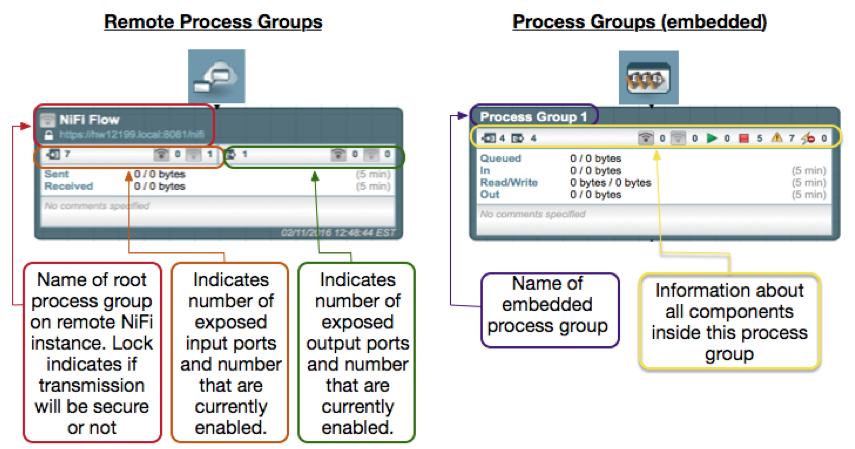 Remote Process Groups
Process Groups (embedded)
NiFi Flow
https://hw12199.local:8081/nifi
7
0
1
1
0
0
Sent 0 / 0 bytes (5 min)
Received 0 / 0 bytes (5 min)
No comments specified
02/11/2016 12:48:44 EST
Process Group 1
4
4
0
0
0
5
7
0
Queued 0 / 0 bytes
In 0 / 0 bytes (5 min)
Read/Write 0 bytes / 0 bytes (5 min)
Out 0 / 0 bytes (5 min)
No comments specified
Name of root
process group
on remote NiFi
instance. Lock
indicates if
transmission
will be secure
or not
Indicates
number of
exposed
input ports
and number
that are
currently
enabled.
Indicates
number of
exposed
output ports
and number
that are
currently
enabled.
Name of
embedded
process group
Information about
all components
inside this process
group